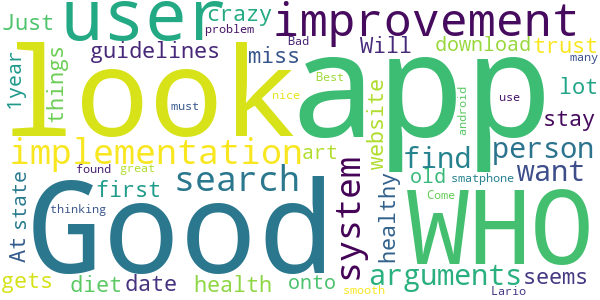 Just
user
crazy
problem
improvement
guidelines
Bad
Will
download
trust
many
miss
1year
things
look
app
Best
lot
nice
android
use
must
website
stay
implementation
art
find
person
found
great
search
system
want
At state
first
Good
healthy
old
smatphone
WHO
thinking
Come
arguments
seems
gets
diet
date
health
onto
smooth
Lario